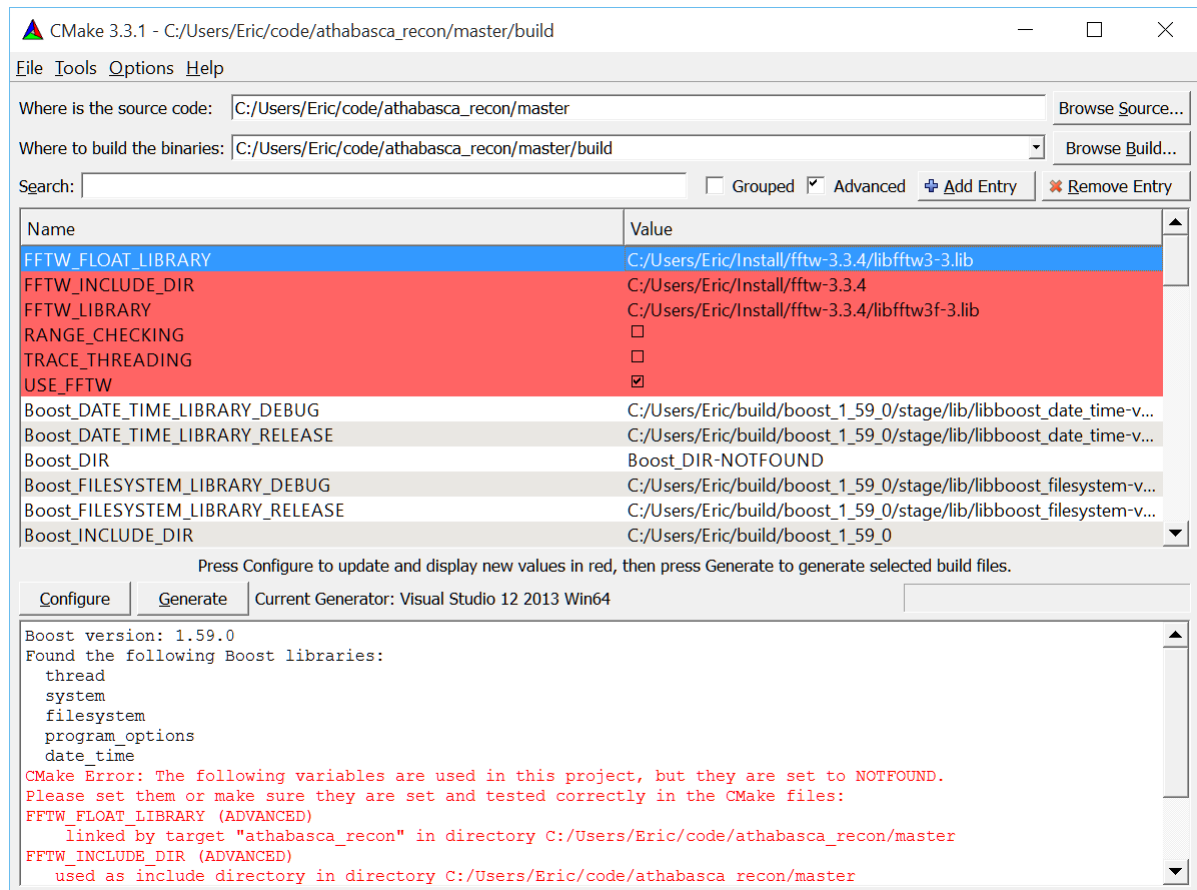 CMake 3.3.1 - C:/Users/Eric/code/athabasca_recon/master/build
File Tools Options Help
Where is the source code: C:/Users/Eric/code/athabasca_recon/master Browse Source...
Where to build the binaries: C:/Users/Eric/code/athabasca_recon/master/build Browse Build...
Search: Grouped Advanced Add Entry Remove Entry
Name Value
FFTW_FLOAT_LIBRARY C:/Users/Eric/Install/fftw-3.3.4/libfftw3-3.lib
FFTW_INCLUDE_DIR C:/Users/Eric/Install/fftw-3.3.4
FFTW_LIBRARY C:/Users/Eric/Install/fftw-3.3.4/libfftw3f-3.lib
RANGE_CHECKING
TRACE_THREADING
USE_FFTW
Boost_DATE_TIME_LIBRARY_DEBUG C:/Users/Eric/build/boost_1_59_0/stage/lib/libboost_date_time-v...
Boost_DATE_TIME_LIBRARY_RELEASE C:/Users/Eric/build/boost_1_59_0/stage/lib/libboost_date_time-v...
Boost_DIR Boost_DIR-NOTFOUND
Boost_FILESYSTEM_LIBRARY_DEBUG C:/Users/Eric/build/boost_1_59_0/stage/lib/libboost_filesystem-v...
Boost_FILESYSTEM_LIBRARY_RELEASE C:/Users/Eric/build/boost_1_59_0/stage/lib/libboost_filesystem-v...
Boost_INCLUDE_DIR C:/Users/Eric/build/boost_1_59_0
Press Configure to update and display new values in red, then press Generate to generate selected build files.
Configure Generate Current Generator: Visual Studio 12 2013 Win64
Boost version: 1.59.0
Found the following Boost libraries:
thread
system
filesystem
program_options
date_time
CMake Error: The following variables are used in this project, but they are set to NOTFOUND.
Please set them or make sure they are set and tested correctly in the CMake files:
FFTW_FLOAT_LIBRARY (ADVANCED)
linked by target "athabasca_recon" in directory C:/Users/Eric/code/athabasca_recon/master
FFTW_INCLUDE_DIR (ADVANCED)
used as include directory in directory C:/Users/Eric/code/athabasca_recon/master